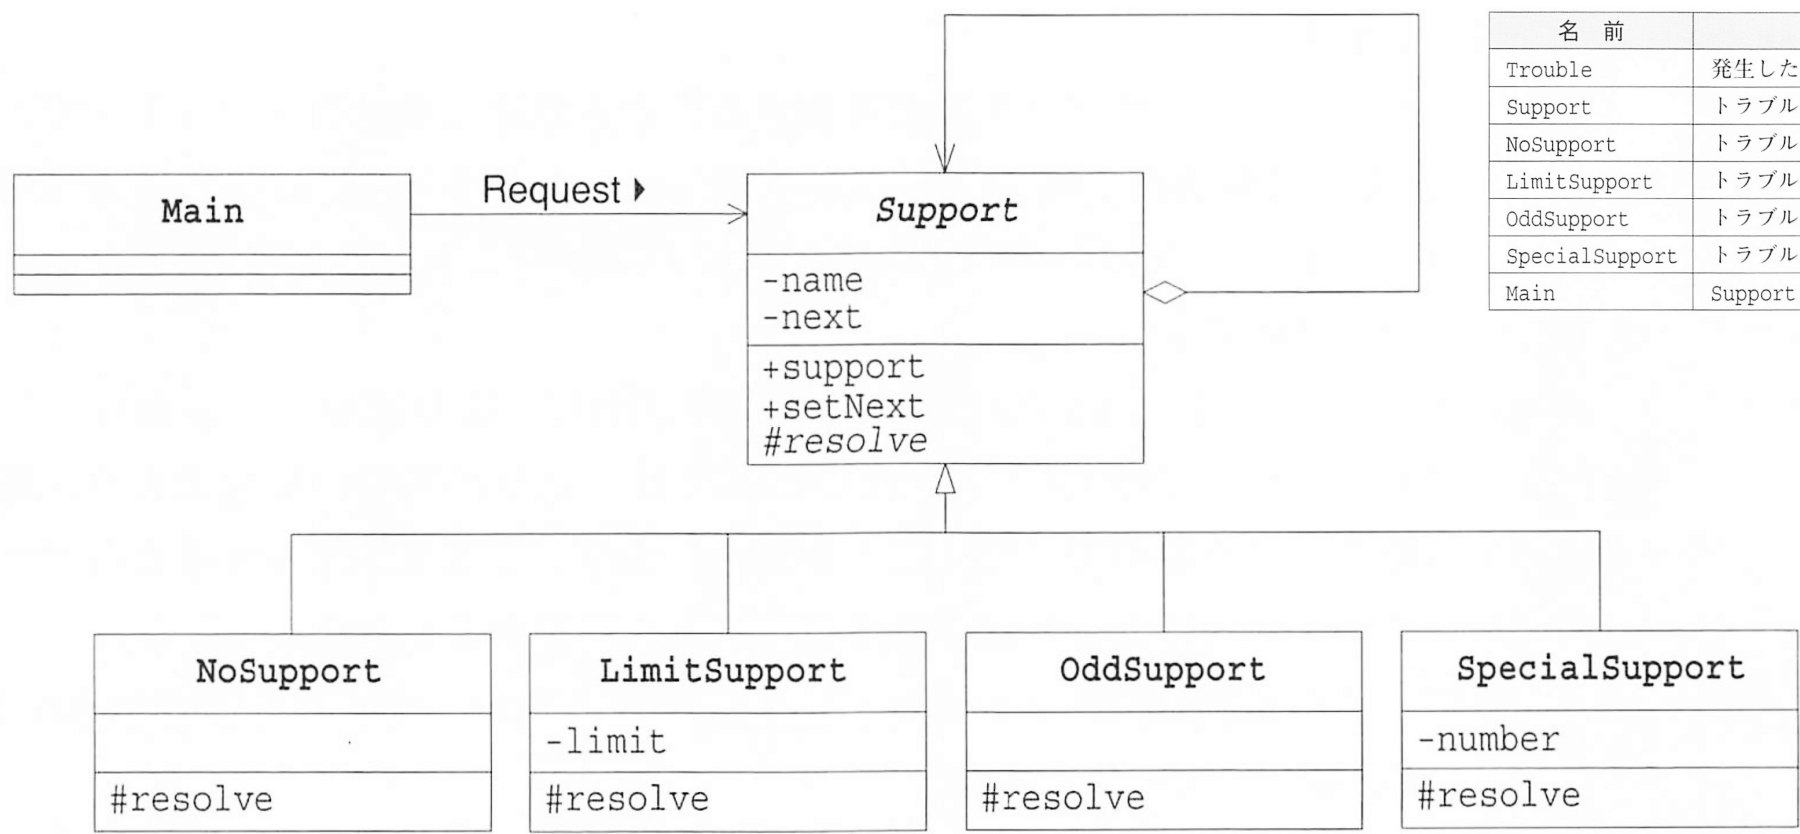 Main
Request
Support
-name
-next
+support
+setNext
#resolve
NoSupport
#resolve
LimitSupport
-limit
#resolve
OddSupport
#resolve
SpecialSupport
-number
#resolve
名 前
Trouble 発生した
Support トラブル
NoSupport トラブル
LimitSupport トラブル
OddSupport トラブル
SpecialSupport トラブル
Main Support